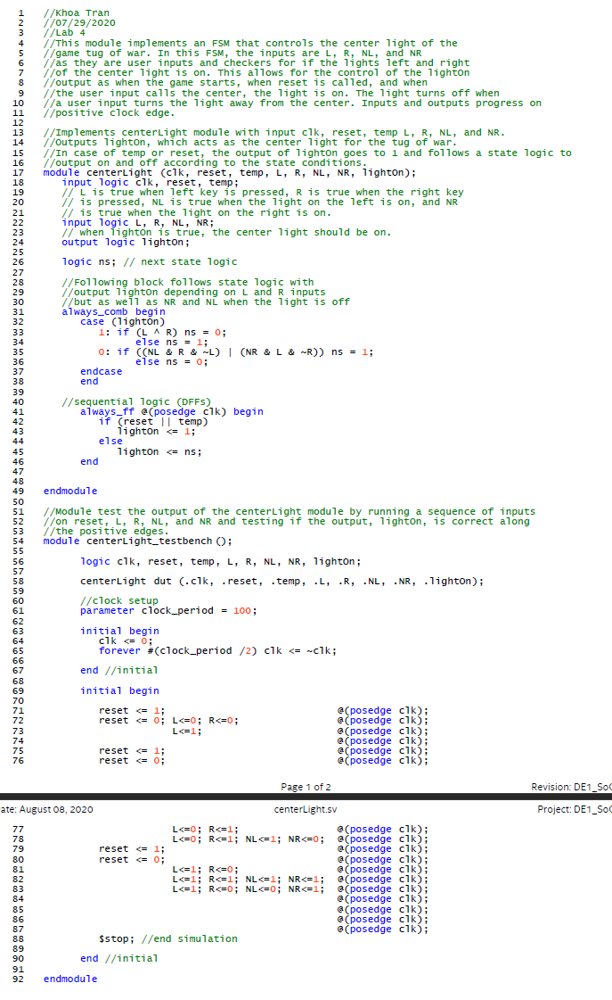 1 //Khoa Tran
2 //07/29/2020
3 //Lab 4
4 //This module implements an FSM that controls the center light of the
5 //game tug of war. In this FSM, the inputs are L, R, NL, and NR
6 //as they are user inputs and checkers for if the lights left and right
7 //of the center light is on. This allows for the control of the lightOn
8 //output as when the game starts, when reset is called, and when
9 //the user input calls the center, the light is on. The light turns off when
10 //a user input turns the light away from the center. Inputs and outputs progress on
11 //positive clock edge.
12
13 //Implements centerLight module with input clk, reset, temp L, R, NL, and NR.
14 //Outputs lightOn, which acts as the center light for the tug of war.
15 //In case of temp or reset, the output of lightOn goes to 1 and follows a state logic to
16 //output on and off according to the state conditions.
17 module centerLight (clk, reset, temp, L, R, NL, NR, lightOn);
18 input logic clk, reset, temp;
19 // L is true when left key is pressed, R is true when the right key
20 // is pressed, NL is true when the light on the left is on, and NR
21 // is true when the light on the right is on.
22 input logic L, R, NL, NR;
23 // when lightOn is true, the center light should be on.
24 output logic lightOn;
25
26 logic ns; // next state logic
27
28 //Following block follows state logic with
29 //output lightOn depending on L and R inputs
30 //but as well as NR and NL when the light is off
31 always_comb begin
32 case (lightOn)
33 1: if (L ^ R) ns = 0;
34 else ns = 1;
35 0: if ((NL & R & ~L) | (NR & L & ~R)) ns = 1;
36 else ns = 0;
37 endcase
38 end
39
40 //sequential logic (DFFs)
41 always_ff @(posedge clk) begin
42 if (reset || temp)
43 lightOn <= 1;
44 else
45 lightOn <= ns;
46 end
47
48
49 endmodule
50
51 //Module test the output of the centerLight module by running a sequence of inputs
52 //on reset, L, R, NL, and NR and testing if the output, lightOn, is correct along
53 //the positive edges.
54 module centerLight_testbench ();
55
56 logic clk, reset, temp, L, R, NL, NR, lightOn;
57
58 centerLight dut (.clk, .reset, .temp, .L, .R, .NL, .NR, .lightOn);
59
60 //clock setup
61 parameter clock_period = 100;
62
63 initial begin
64 clk <= 0;
65 forever #(clock_period /2) clk <= ~clk;
66
67 end //initial
68
69 initial begin
70
71 reset <= 1; @(posedge clk);
72 reset <= 0; L<=0; R<=0; @(posedge clk);
73 L<=1; @(posedge clk);
74 @(posedge clk);
75 reset <= 1; @(posedge clk);
76 reset <= 0; @(posedge clk);
Page 1 of 2 Revision: DE1_SoC
ate: August 08, 2020 centerLight.sv Project: DE1_SoC
77 L<=0; R<=1; @(posedge clk);
78 L<=0; R<=1; NL<=1; NR<=0; @(posedge clk);
79 reset <= 1; @(posedge clk);
80 reset <= 0; @(posedge clk);
81 L<=1; R<=0; @(posedge clk);
82 L<=1; R<=1; NL<=1; NR<=1; @(posedge clk);
83 L<=1; R<=0; NL<=0; NR<=1; @(posedge clk);
84 @(posedge clk);
85 @(posedge clk);
86 @(posedge clk);
87 @(posedge clk);
88 $stop; //end simulation
89
90 end //initial
91
92 endmodule